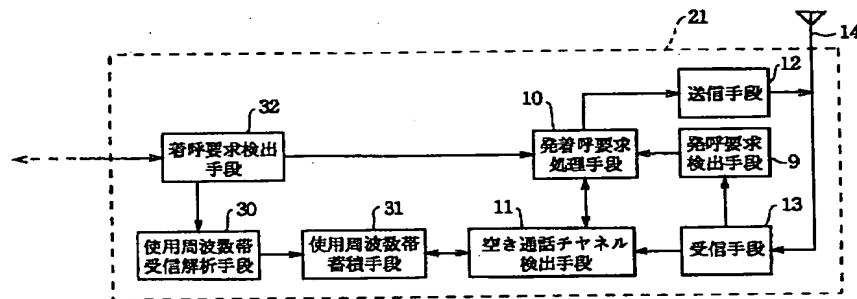 21
14
12
送信手段
32
着呼要求検出
手段
10
発着呼要求
処理手段
発呼要求
検出手段
9
30
使用周波数帯
受信解析手段
31
使用周波数帯
蓄積手段
11
空き通話チャネル
検出手段
13
受信手段